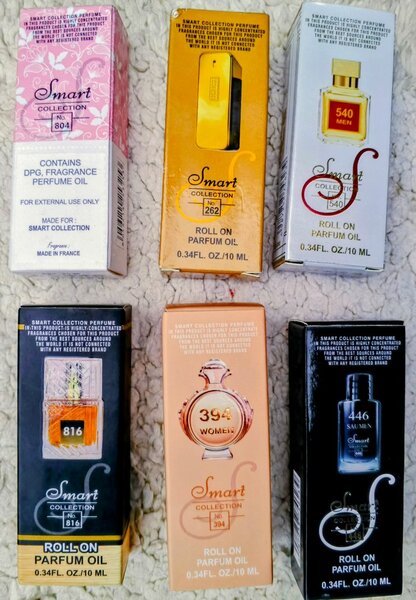 SMART COLLECTION PERFUME
IN THIS PRODUCT IS HIGHLY CONCENTRATED
FRAGRANCES CHOSEN FOR THIS PRODUCT
FROM THE BEST SOURCES AROUND
THE WORLD IT IS NOT CONNECTED
WITH ANY REGISTERED BRAND
Smart
COLLECTION
No.
804
CONTAINS
DPG, FRAGRANCE
PERFUME OIL
FOR EXTERNAL USE ONLY
MADE FOR :
SMART COLLECTION
Fragrance :
MADE IN FRANCE
SMART COLLECTION PERFUME
IN THIS PRODUCT IS HIGHLY CONCENTRATED
FRAGRANCES CHOSEN FOR THIS PRODUCT
FROM THE BEST SOURCES AROUND
THE WORLD IT IS NOT CONNECTED
WITH ANY REGISTERED BRAND
Smart
COLLECTION
No.
262
ROLL ON
PARFUM OIL
0.34FL. OZ/10 ML
SMART COLLECTION PERFUME
IN THIS PRODUCT IS HIGHLY CONCENTRATED
FRAGRANCES CHOSEN FOR THIS PRODUCT
FROM THE BEST SOURCES AROUND
THE WORLD IT IS NOT CONNECTED
WITH ANY REGISTERED BRAND
540
MEN
Smart
COLLECTION
540
ROLL ON
PARFUM OIL
0.34FL. OZ./10 ML
SMART COLLECTION PERFUME
IN THIS PRODUCT IS HIGHLY CONCENTRATED
FRAGRANCES CHOSEN FOR THIS PRODUCT
FROM THE BEST SOURCES AROUND
THE WORLD IT IS NOT CONNECTED
WITH ANY REGISTERED BRAND
816
Smart
COLLECTION
No.
816
ROLL ON
PARFUM OIL
0.34FL. OZ./10 ML
SMART COLLECTION PERFUME
IN THIS PRODUCT IS HIGHLY CONCENTRATED
FRAGRANCES CHOSEN FOR THIS PRODUCT
FROM THE BEST SOURCES AROUND
THE WORLD IT IS NOT CONNECTED
WITH ANY REGISTERED BRAND
394
WOMEN
Smart
COLLECTION
No.
394
ROLL ON
PARFUM OIL
0.34FL. OZ./10 ML
SMART COLLECTION PERFUME
IN THIS PRODUCT IS HIGHLY CONCENTRATED
FRAGRANCES CHOSEN FOR THIS PRODUCT
FROM THE BEST SOURCES AROUND
THE WORLD IT IS NOT CONNECTED
WITH ANY REGISTERED BRAND
446
SAUMEN
Smart
ROLL ON
PARFUM OIL
0.34FL. OZ./10 ML